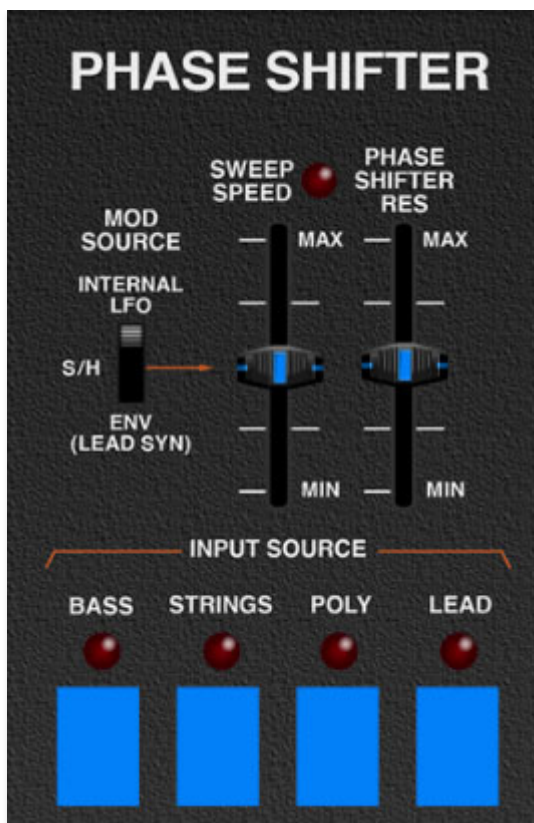 PHASE SHIFTER
SWEEP
SPEED
PHASE
SHIFTER
RES
MOD
SOURCE
MAX
MAX
INTERNAL
LFO
S/H
ENV
(LEAD SYN)
MIN
MIN
INPUT SOURCE
BASS STRINGS POLY LEAD